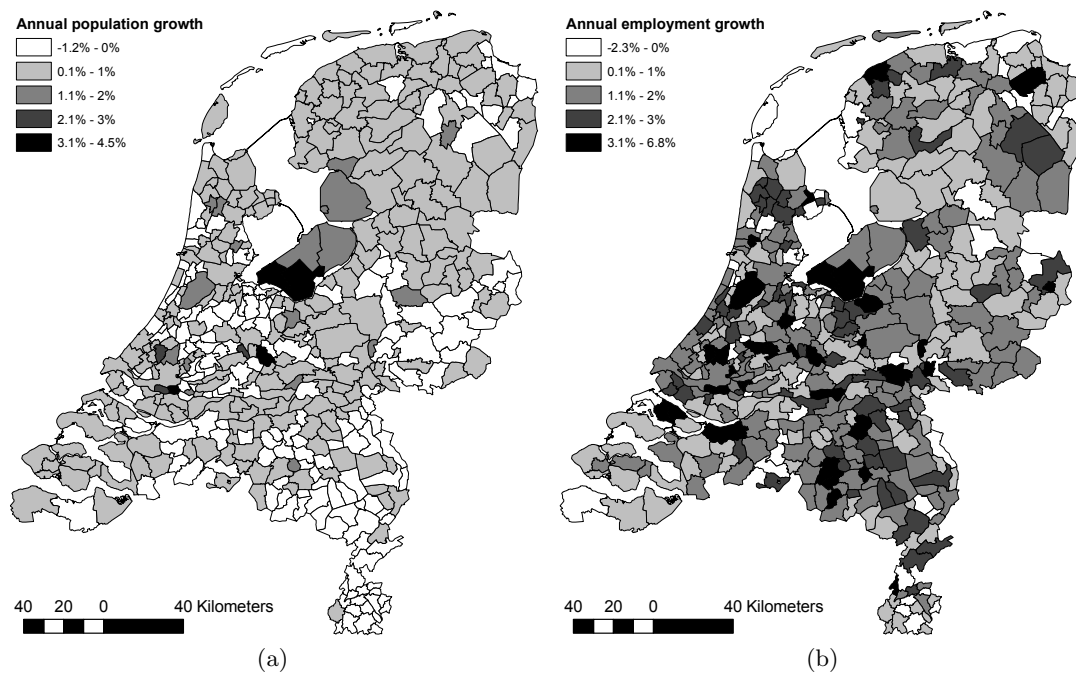 Annual population growth
-1.2% - 0%
0.1% - 1%
1.1% - 2%
2.1% - 3%
3.1% - 4.5%
40 20 0 40 Kilometers
(a)
Annual employment growth
-2.3% - 0%
0.1% - 1%
1.1% - 2%
2.1% - 3%
3.1% - 6.8%
40 20 0 40 Kilometers
(b)